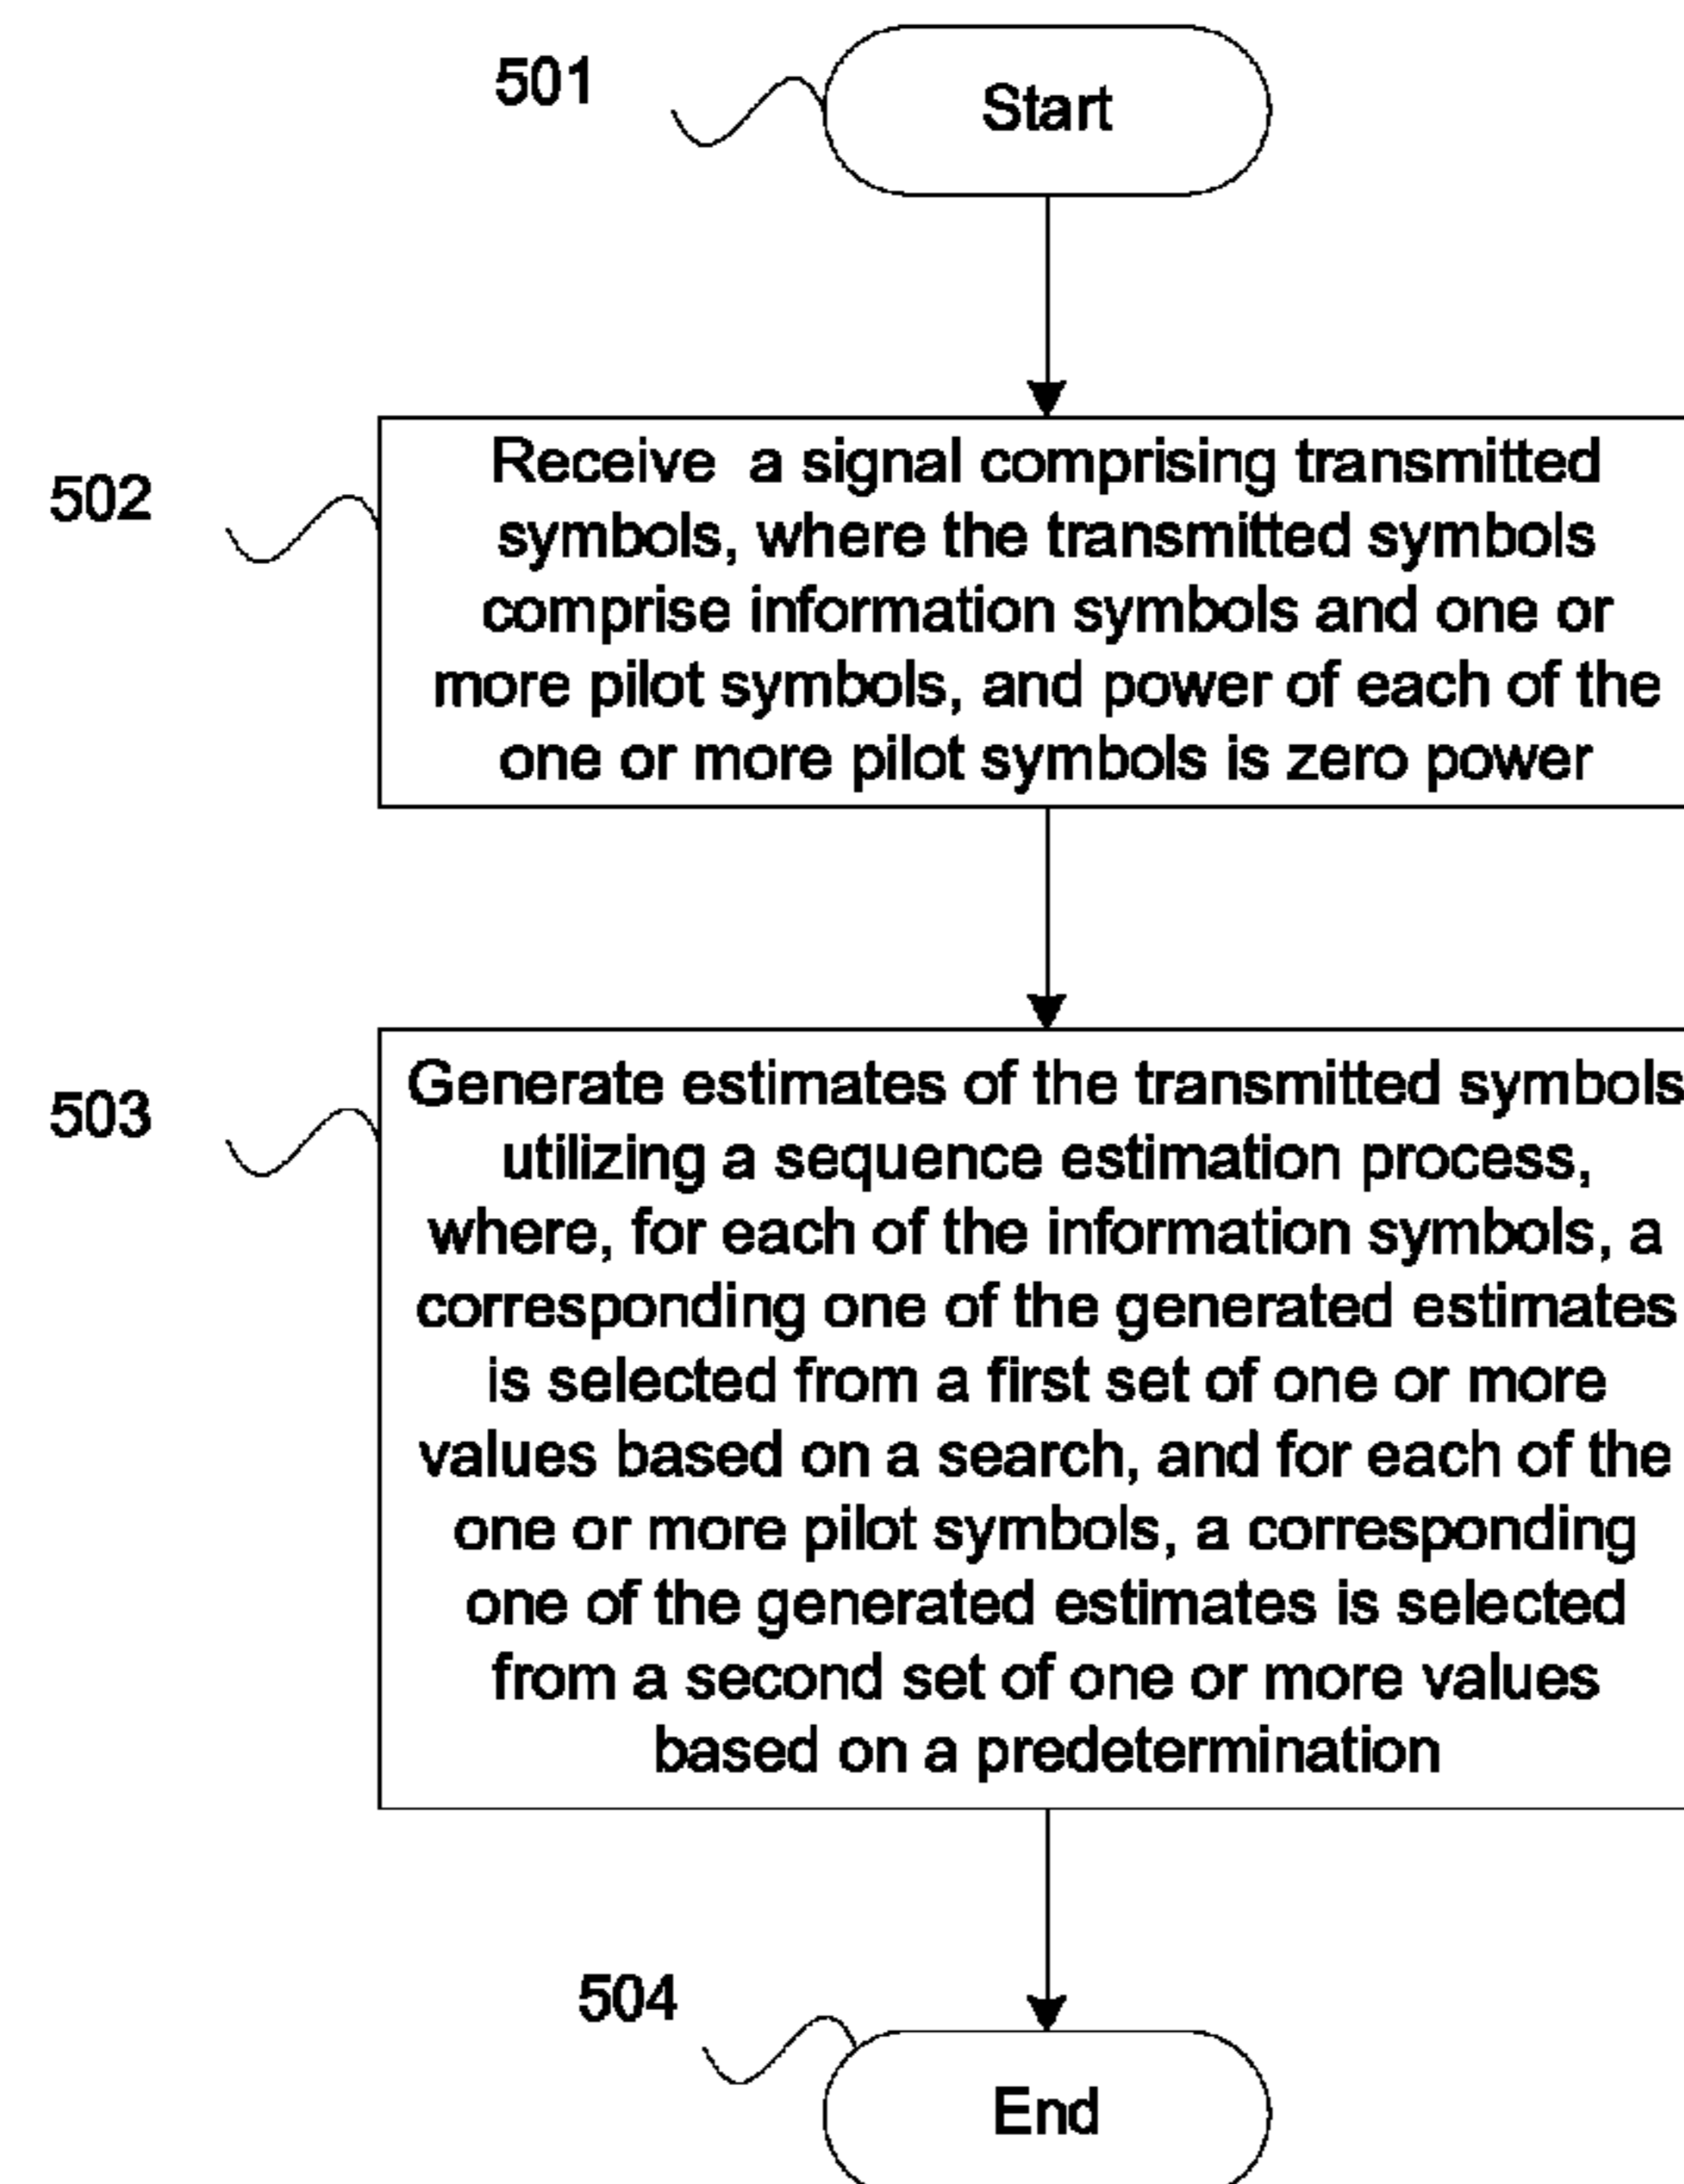 501
Start
502
Receive a signal comprising transmitted
symbols, where the transmitted symbols
comprise information symbols and one or
more pilot symbols, and power of each of the
one or more pilot symbols is zero power
503
Generate estimates of the transmitted symbols
utilizing a sequence estimation process,
where, for each of the information symbols, a
corresponding one of the generated estimates
is selected from a first set of one or more
values based on a search, and for each of the
one or more pilot symbols, a corresponding
one of the generated estimates is selected
from a second set of one or more values
based on a predetermination
504
End